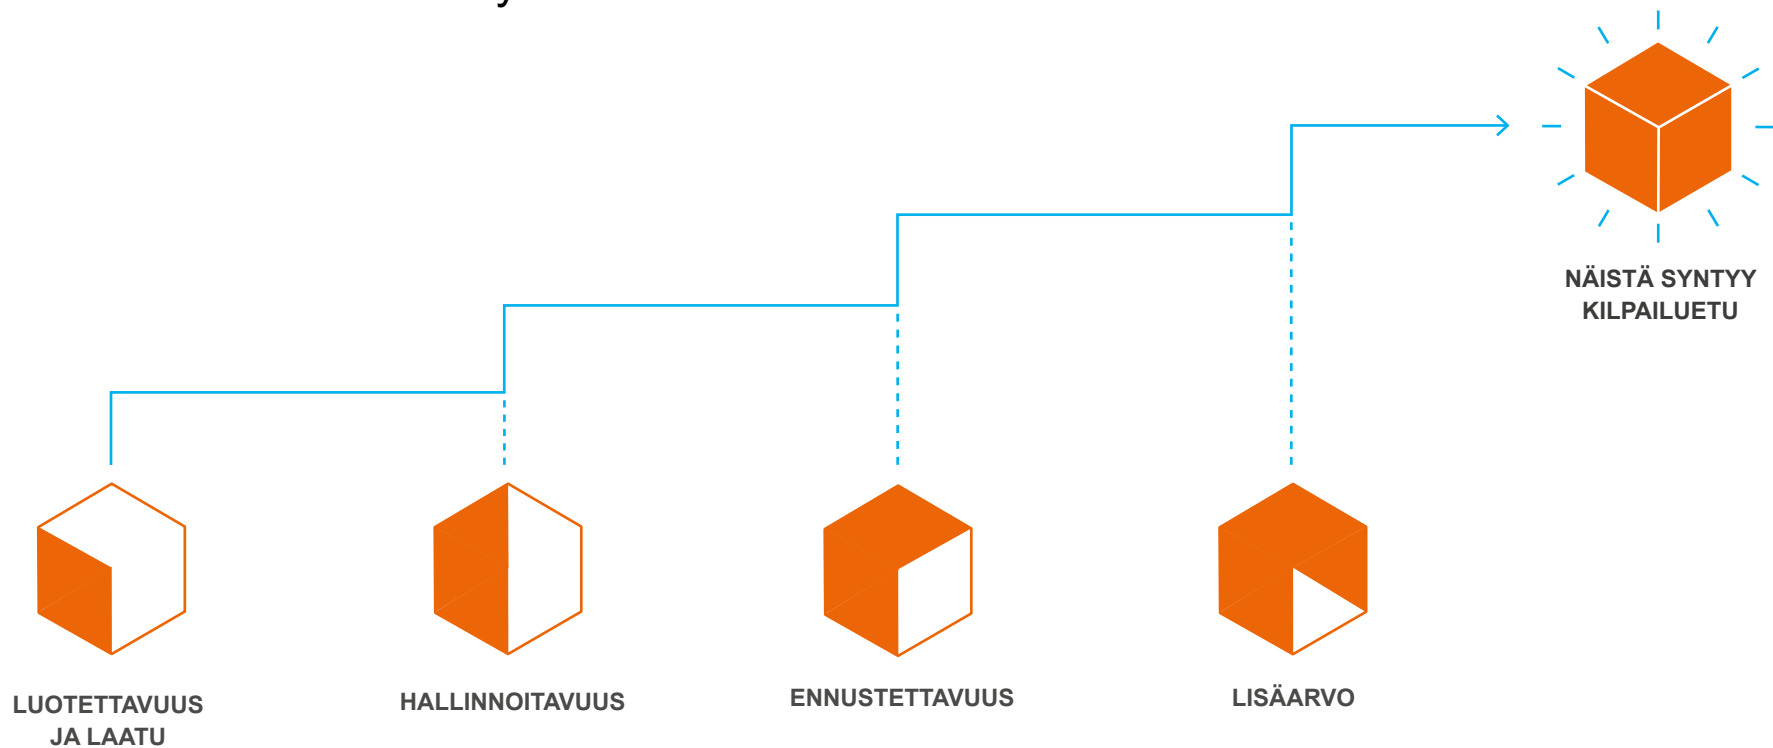 NÄISTÄ SYNTYY
KILPAILUETU
LUOTETTAVUUS
JA LAATU
HALLINNOITAVUUS
ENNUSTETTAVUUS
LISÄARVO